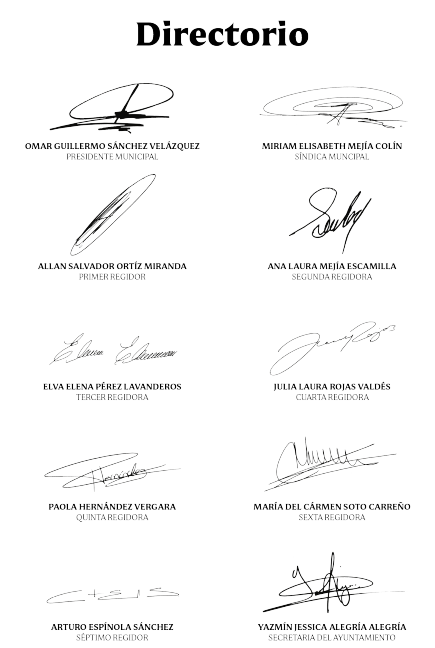 Directorio
OMAR GUILLERMO SÁNCHEZ VELÁZQUEZ
PRESIDENTE MUNICIPAL
MIRIAM ELISABETH MEJÍA COLÍN
SÍNDICA MUNCIPAL
ALLAN SALVADOR ORTÍZ MIRANDA
PRIMER REGIDOR
ANA LAURA MEJÍA ESCAMILLA
SEGUNDA REGIDORA
ELVA ELENA PÉREZ LAVANDEROS
TERCER REGIDORA
JULIA LAURA ROJAS VALDÉS
CUARTA REGIDORA
PAOLA HERNÁNDEZ VERGARA
QUINTA REGIDORA
MARÍA DEL CÁRMEN SOTO CARREÑO
SEXTA REGIDORA
ARTURO ESPÍNOLA SÁNCHEZ
SÉPTIMO REGIDOR
YAZMÍN JESSICA ALEGRÍA ALEGRÍA
SECRETARIA DEL AYUNTAMIENTO